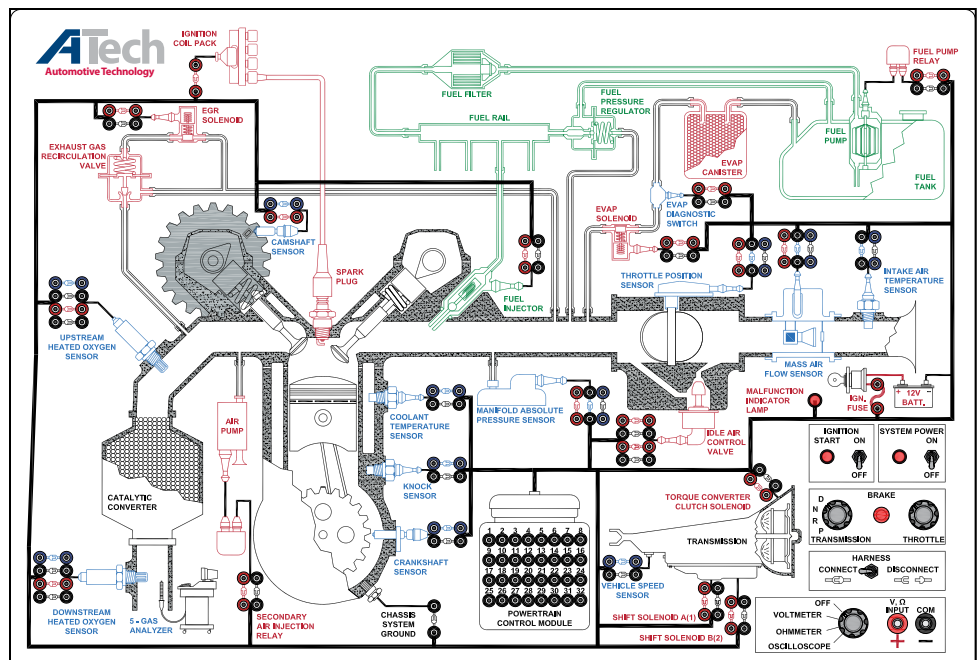 ATech
Automotive Technology
IGNITION
COIL PACK
EGR
SOLENOID
EXHAUST GAS
RECIRCULATION
VALVE
FUEL FILTER
FUEL RAIL
FUEL
PRESSURE
REGULATOR
FUEL PUMP
RELAY
FUEL
PUMP
FUEL
TANK
EVAP
CANISTER
EVAP
DIAGNOSTIC
SWITCH
EVAP
SOLENOID
CAMSHAFT
SENSOR
SPARK
PLUG
FUEL
INJECTOR
THROTTLE POSITION
SENSOR
INTAKE AIR
TEMPERATURE
SENSOR
MASS AIR
FLOW SENSOR
UPSTREAM
HEATED OXYGEN
SENSOR
AIR
PUMP
COOLANT
TEMPERATURE
SENSOR
MANIFOLD ABSOLUTE
PRESSURE SENSOR
IDLE AIR
CONTROL
VALVE
MALFUNCTION
INDICATOR
LAMP
IGN.
FUSE
+ 12V -
BATT.
IGNITION
START ON
OFF
SYSTEM POWER
ON
OFF
CATALYTIC
CONVERTER
KNOCK
SENSOR
CRANKSHAFT
SENSOR
TORQUE CONVERTER
CLUTCH SOLENOID
TRANSMISSION
D
N
R
P
TRANSMISSION
BRAKE
THROTTLE
HARNESS
CONNECT
DISCONNECT
1 2 3 4 5 6 7 8
9 10 11 12 13 14 15 16
17 18 19 20 21 22 23 24
25 26 27 28 29 30 31 32
POWERTRAIN
CONTROL MODULE
VEHICLE SPEED
SENSOR
SHIFT SOLENOID A(1)
SHIFT SOLENOID B(2)
DOWNSTREAM
HEATED OXYGEN
SENSOR
5 - GAS
ANALYZER
SECONDARY
AIR INJECTION
RELAY
CHASSIS
SYSTEM
GROUND
OFF
VOLTMETER
OHMMETER
OSCILLOSCOPE
V, Ω
INPUT
COM
+ −